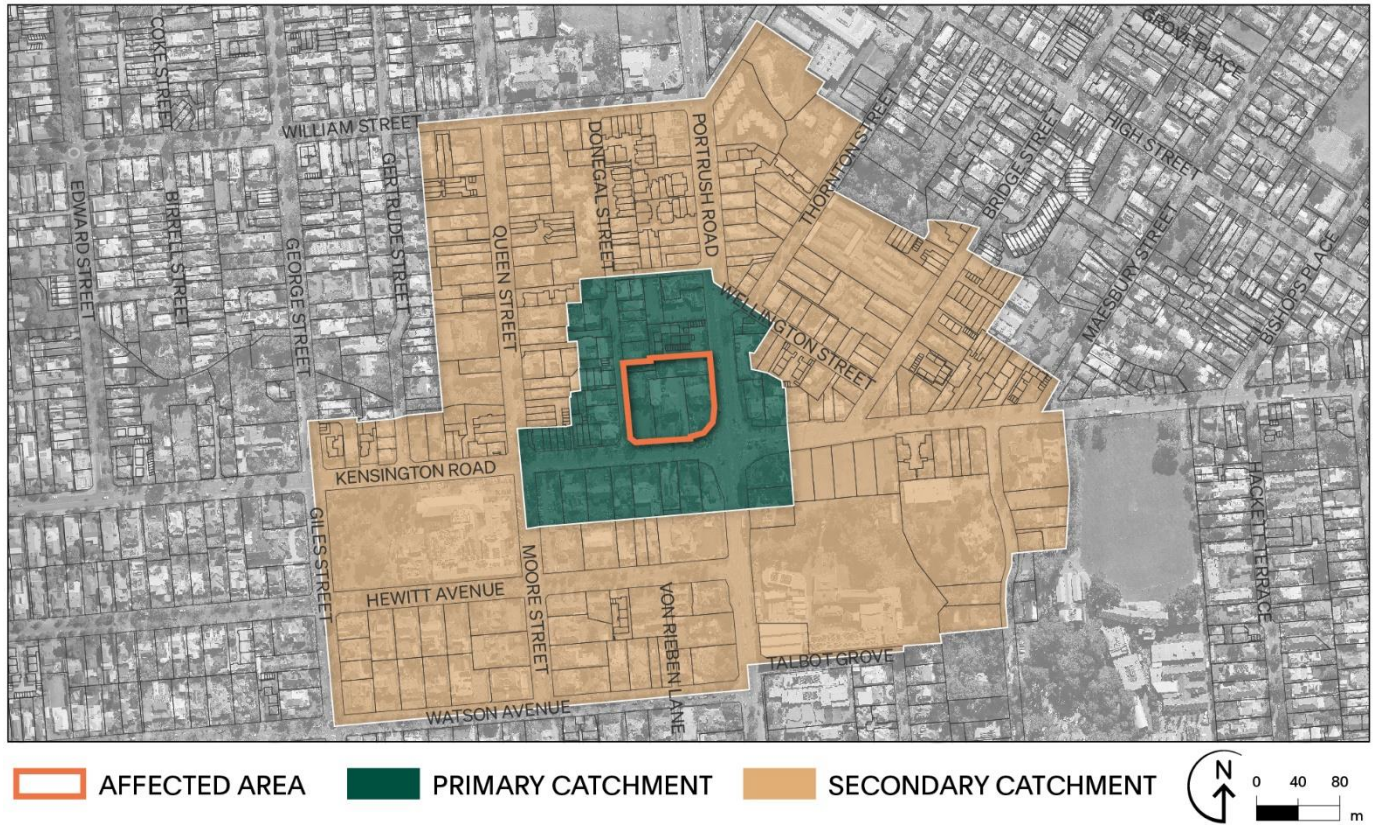 COKE STREET
GROVE PLACE
WILLIAM STREET
DONEGAL STREET
PORTRUSH ROAD
THORNTON STREET
BRIDGE STREET
HIGH STREET
GERTRUDE STREET
EDWARD STREET
BIRRELL STREET
GEORGE STREET
QUEEN STREET
WELLINGTON STREET
MAESBURY STREET
BISHOPS PLACE
KENSINGTON ROAD
GILES STREET
MOORE STREET
HEWITT AVENUE
VON RIEBEN LANE
HACKETT TERRACE
TALBOT GROVE
WATSON AVENUE
AFFECTED AREA
PRIMARY CATCHMENT
SECONDARY CATCHMENT
N
0 40 80
m